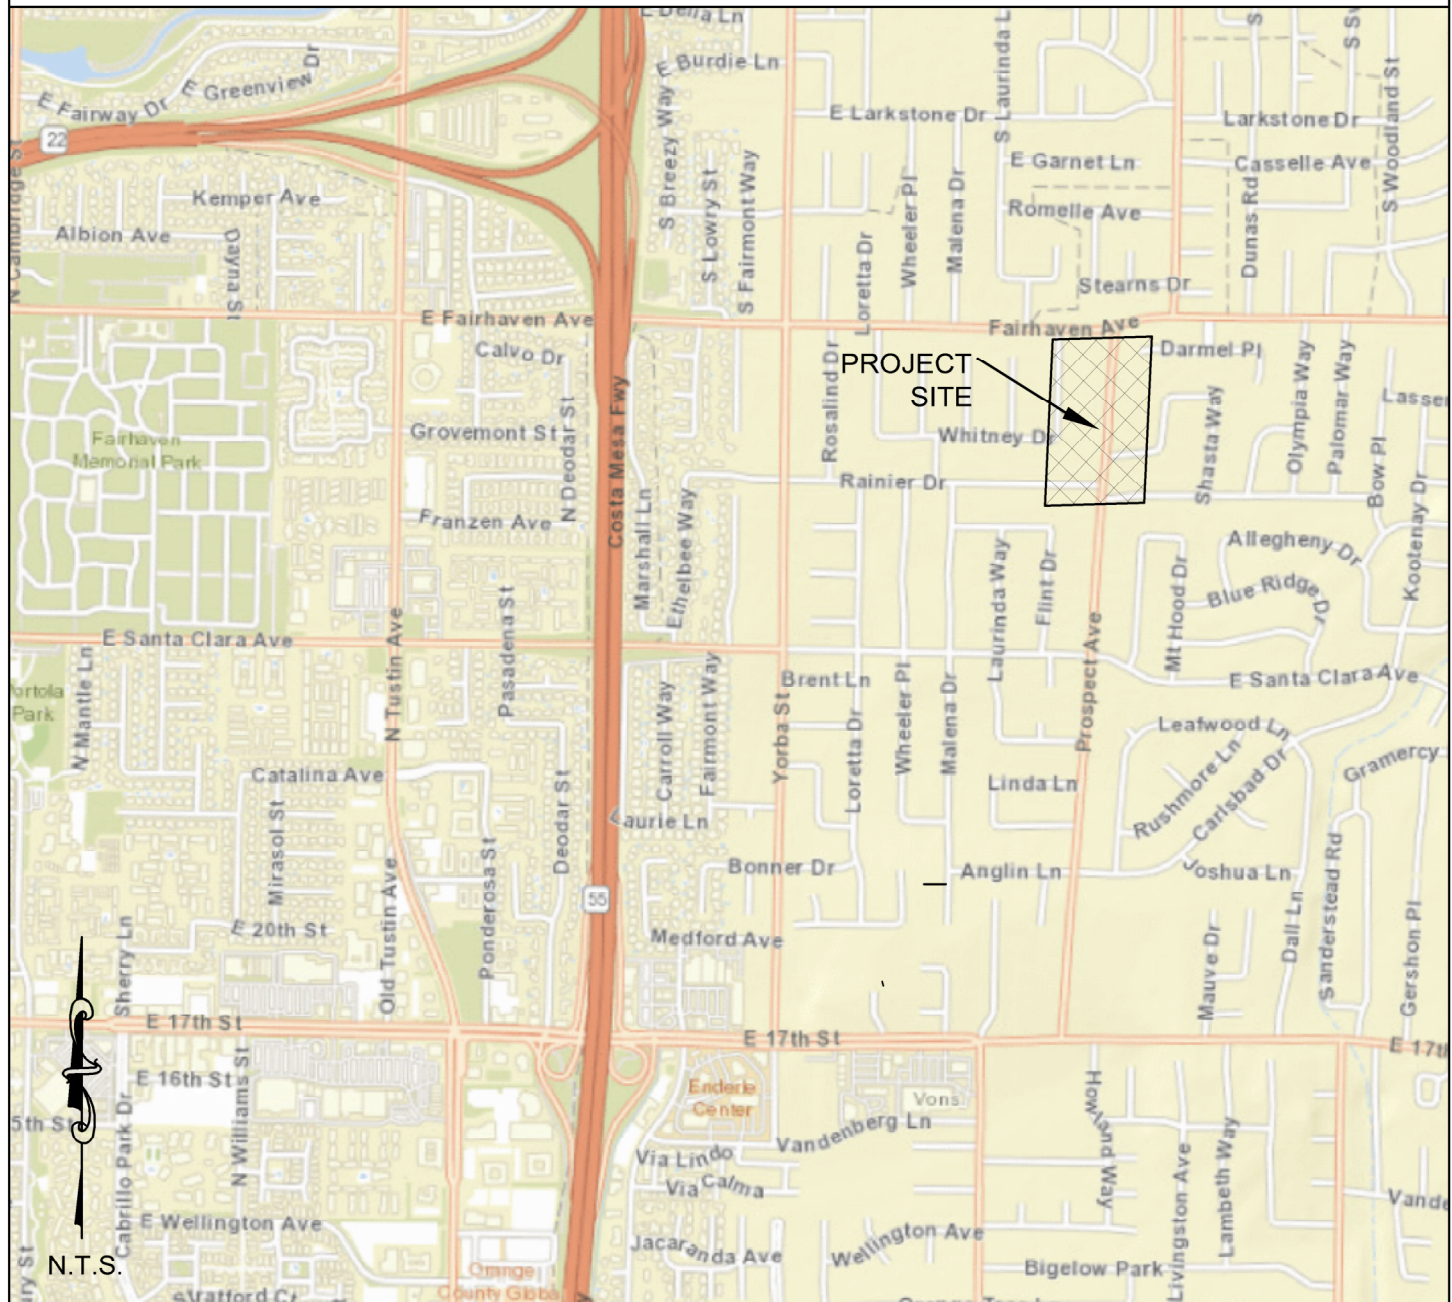 E Della Ln
E Burdie Ln
E Greenview Dr
E Fairway Dr
22
E Larkstone Dr
Larkstone Dr
S Woodland St
S Breezy Way
E Garnet Ln
Casselle Ave
N Cambridge St
Kemper Ave
S Lowry St
S Fairmont Way
Wheeler Pl
Malena Dr
Romelle Ave
Dunas Rd
Albion Ave
Dayna St
Loretta Dr
Stearns Dr
E Fairhaven Ave
Fairhaven Ave
Calvo Dr
PROJECT
SITE
Darmel Pl
Rosalind Dr
Olympia Way
Palomar Way
N Deodar St
Costa Mesa Fwy
Shasta Way
Fairhaven
Memorial Park
Grovemont St
Whitney Dr
Bow Pl
Rainier Dr
Kootenay Dr
Franzen Ave
Marshall Ln
Ethelbee Way
Laurinda Way
Flint Dr
Allegheny Dr
Mt Hood Dr
Blue Ridge Dr
E Santa Clara Ave
N Tustin Ave
Pasadena St
Prospect Ave
N Mantle Ln
Park
Carroll Way
Fairmont Way
Yorba St
Brent Ln
Loretta Dr
Wheeler Pl
Malena Dr
E Santa Clara Ave
Leafwood Ln
Catalina Ave
Deodar St
Linda Ln
Rushmore Ln
Carlsbad Dr
Gramercy
Mirasol St
Laurie Ln
Old Tustin Ave
Ponderosa St
Bonner Dr
Anglin Ln
Joshua Ln
55
E 20th St
Medford Ave
Sherry Ln
Mauve Dr
Dall Ln
Sanderstead Rd
Gershon Pl
E 17th St
E 17th St
E 16th St
N Williams St
Enderle
Center
Vons
Howland Way
Cabrillo Park Dr
Vandenberg Ln
Via Lindo
Via Calma
Livingston Ave
Lambeth Way
E Wellington Ave
Jacaranda Ave
Wellington Ave
N.T.S.
Orange
Bigelow Park